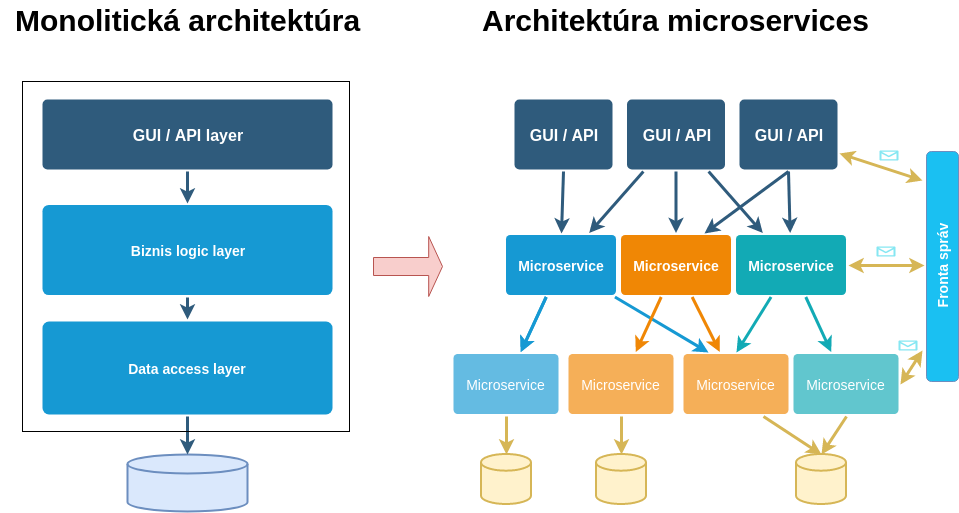 Monolitická architektúra
Architektúra microservices
GUI / API layer
Biznis logic layer
Data access layer
GUI / API
GUI / API
GUI / API
Microservice
Microservice
Microservice
Microservice
Microservice
Microservice
Microservice
Fronta správ